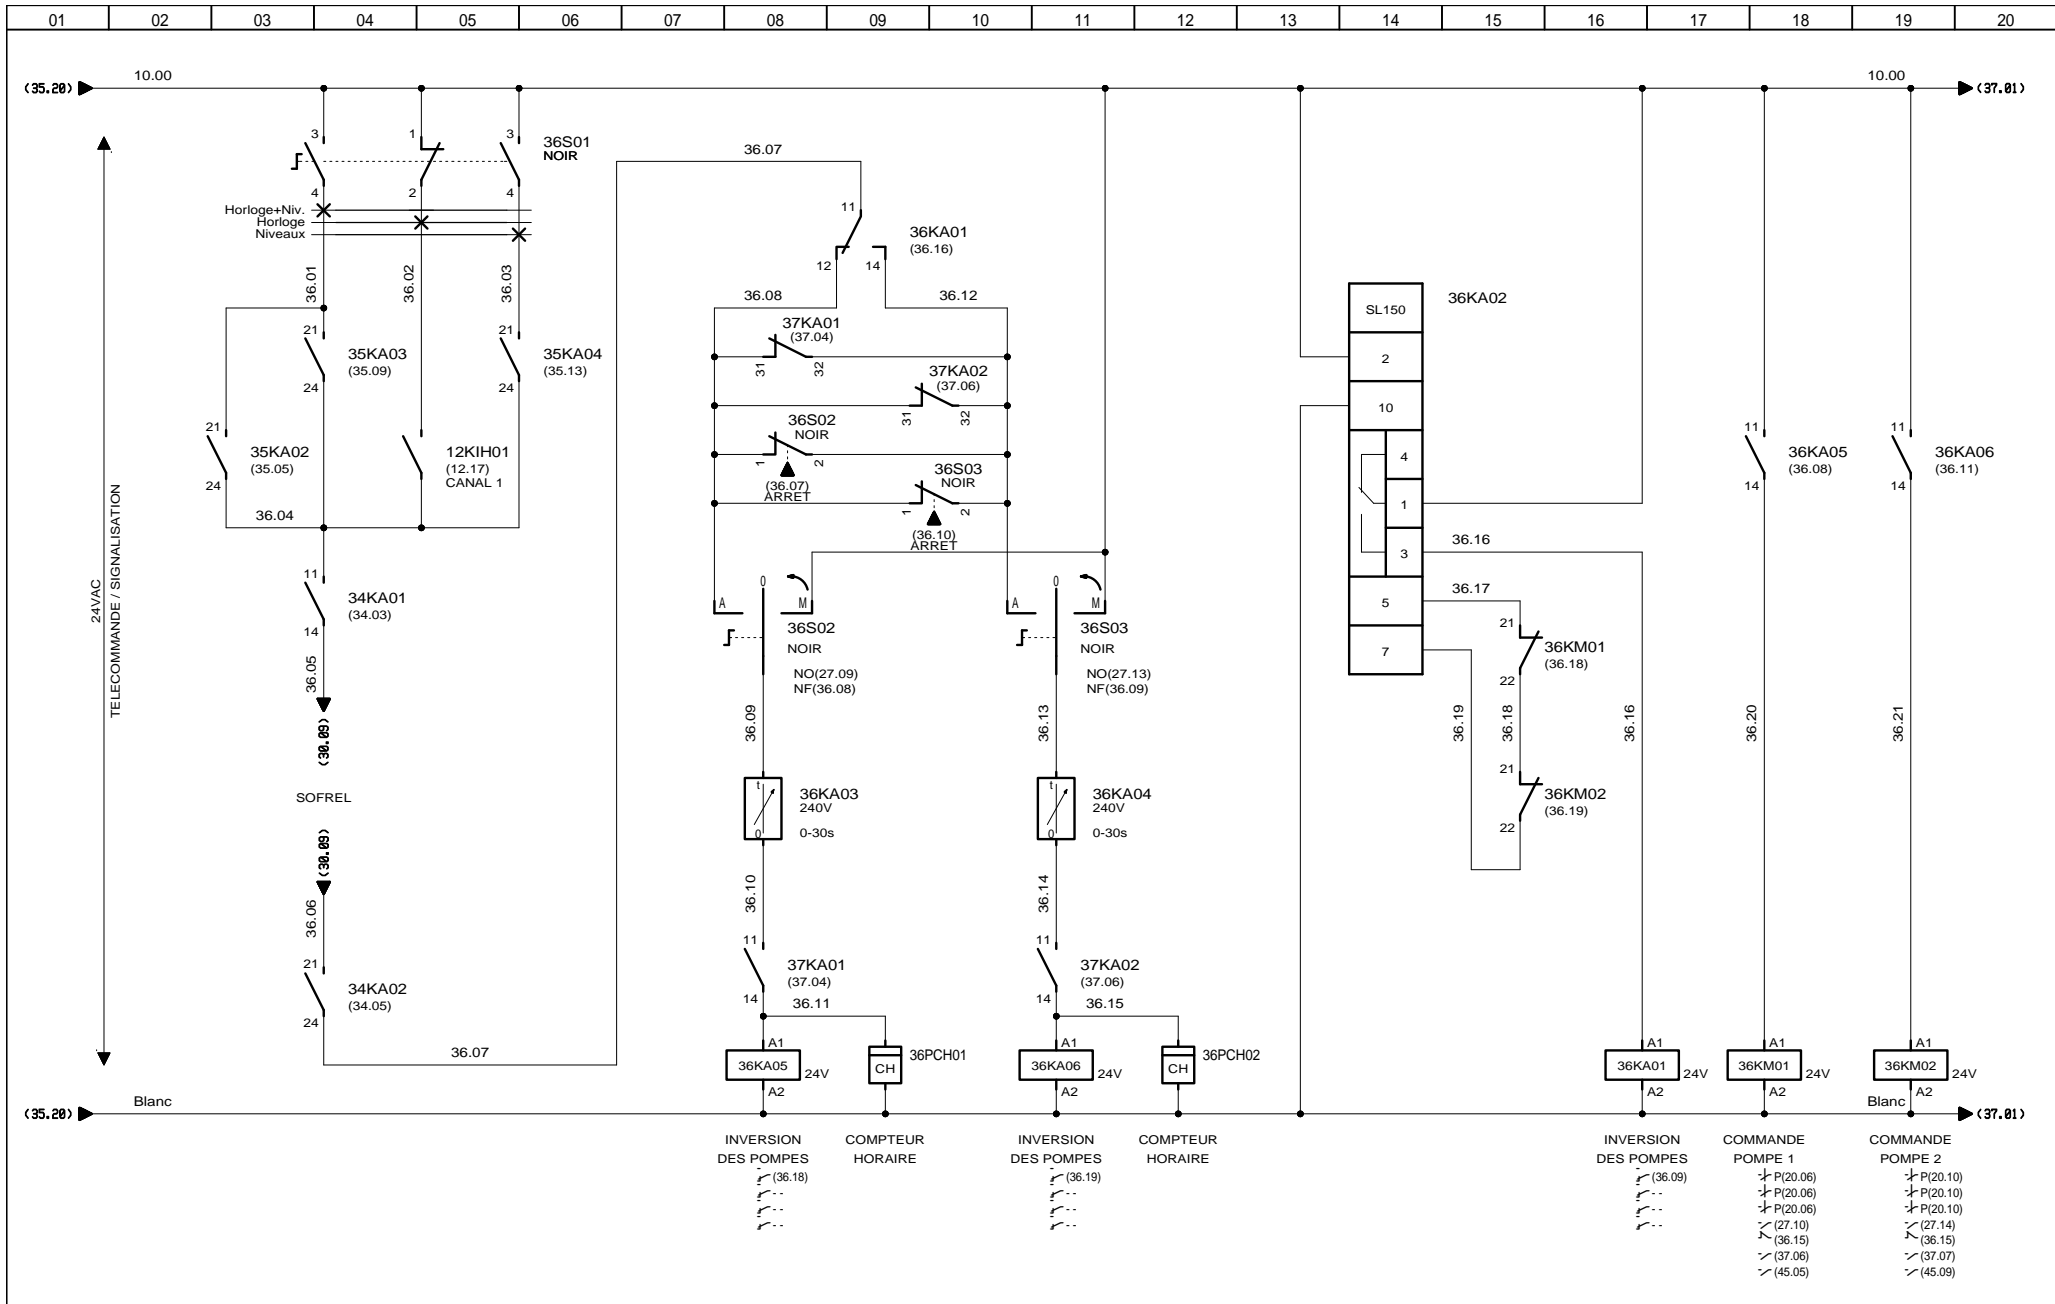 01 02 03 04 05 06 07 08 09 10 11 12 13 14 15 16 17 18 19 20
10.00 10.00
(35.20) (37.01)
3 1 3 36S01
NOIR
4 2 4
Horloge+Niv.
Horloge
Niveaux
36.01 36.02 36.03
21 35KA03 21 35KA04
(35.09) (35.13)
24 24
21 35KA02 12KIH01
(35.05) (12.17)
24 CANAL 1
36.04
24VAC
TELECOMMANDE / SIGNALISATION
11 34KA01
(34.03)
14
36.05
(30.09)
SOFREL
(30.09)
36.06
21 34KA02
(34.05)
24
36.07
36.07
11 36KA01
(36.16)
12 14
36.08 36.12
37KA01
(37.04)
31 32
37KA02
(37.06)
31 32
36S02
NOIR
1 2
(36.07)
ARRET
36S03
NOIR
1 2
(36.10)
ARRET
A 0 M A 0 M
36S02 36S03
NOIR NOIR
NO(27.09) NO(27.13)
NF(36.08) NF(36.09)
36.09 36.13
t t
36KA03 36KA04
240V 240V
0 0-30s 0 0-30s
36.10 36.14
11 37KA01 11 37KA02
(37.04) (37.06)
14 36.11 14 36.15
A1 A1
36KA05 24V CH 36PCH01 36KA06 24V CH 36PCH02
A2 A2
SL150 36KA02
2
10
4
1
3 36.16
5 36.17
7
21 36KM01
(36.18)
22
36.19 36.18 36.16 36.20 36.21
21 36KM02
(36.19)
22
11 36KA05 11 36KA06
(36.08) (36.11)
14 14
A1 A1 A1
36KA01 24V 36KM01 24V 36KM02 24V
A2 A2 A2
Blanc Blanc
(35.20) (37.01)
INVERSION COMPTEUR INVERSION COMPTEUR INVERSION COMMANDE COMMANDE
DES POMPES HORAIRE DES POMPES HORAIRE DES POMPES POMPE 1 POMPE 2
(36.18) (36.19) (36.09) P(20.06) P(20.10)
-- -- -- P(20.06) P(20.10)
-- -- -- P(20.06) P(20.10)
-- -- -- (27.10) (27.14)
(36.15) (36.15)
(37.06) (37.07)
(45.05) (45.09)